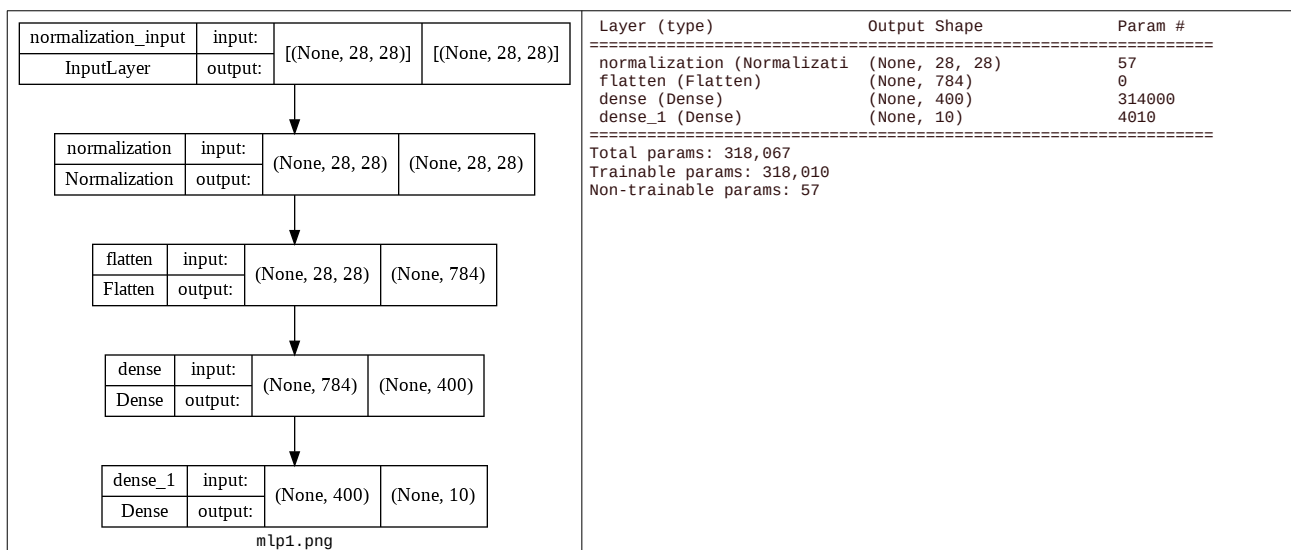 normalization_input input: [(None, 28, 28)] [(None, 28, 28)]
InputLayer output:
normalization input: (None, 28, 28) (None, 28, 28)
Normalization output:
flatten input: (None, 28, 28) (None, 784)
Flatten output:
dense input: (None, 784) (None, 400)
Dense output:
dense_1 input: (None, 400) (None, 10)
Dense output:
mlp1.png
Layer (type) Output Shape Param #
=================================================================
normalization (Normalizati (None, 28, 28) 57
flatten (Flatten) (None, 784) 0
dense (Dense) (None, 400) 314000
dense_1 (Dense) (None, 10) 4010
=================================================================
Total params: 318,067
Trainable params: 318,010
Non-trainable params: 57